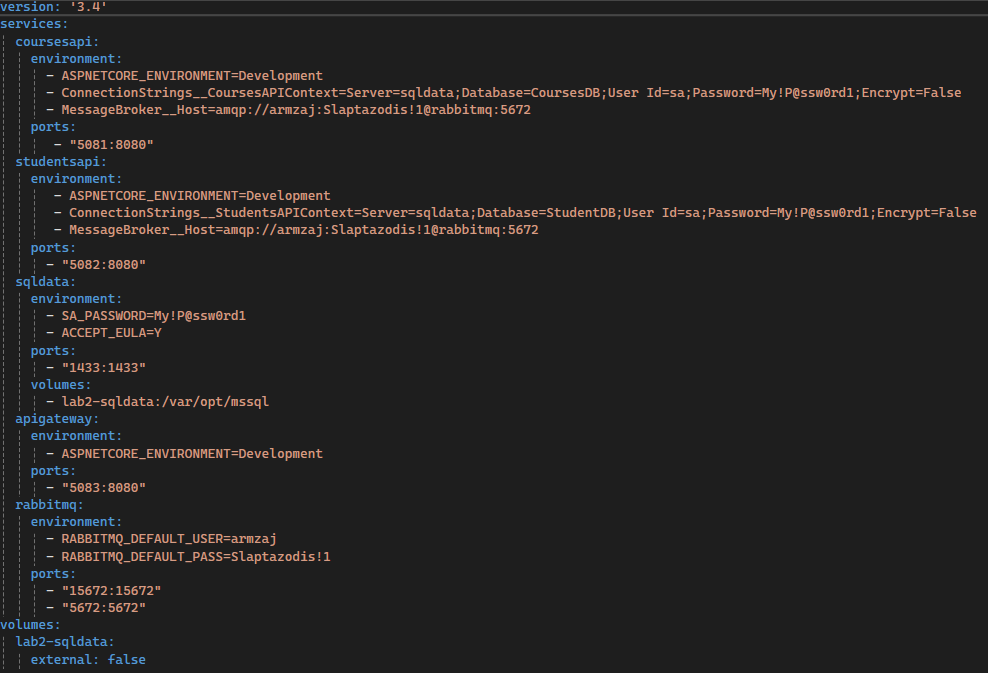 version: '3.4'
services:
  coursesapi:
    environment:
      - ASPNETCORE_ENVIRONMENT=Development
      - ConnectionStrings__CoursesAPIContext=Server=sqldata;Database=CoursesDB;User Id=sa;Password=My!P@ssw0rd1;Encrypt=False
      - MessageBroker__Host=amqp://armzaj:Slaptazodis!1@rabbitmq:5672
    ports:
       - "5081:8080"
  studentsapi:
    environment:
       - ASPNETCORE_ENVIRONMENT=Development
       - ConnectionStrings__StudentsAPIContext=Server=sqldata;Database=StudentDB;User Id=sa;Password=My!P@ssw0rd1;Encrypt=False
       - MessageBroker__Host=amqp://armzaj:Slaptazodis!1@rabbitmq:5672
    ports:
      - "5082:8080"
  sqldata:
    environment:
      - SA_PASSWORD=My!P@ssw0rd1
      - ACCEPT_EULA=Y
    ports:
      - "1433:1433"
    volumes:
      - lab2-sqldata:/var/opt/mssql
  apigateway:
    environment:
      - ASPNETCORE_ENVIRONMENT=Development
    ports:
      - "5083:8080"
  rabbitmq:
    environment:
      - RABBITMQ_DEFAULT_USER=armzaj
      - RABBITMQ_DEFAULT_PASS=Slaptazodis!1
    ports:
      - "15672:15672"
      - "5672:5672"
volumes:
  lab2-sqldata:
    external: false